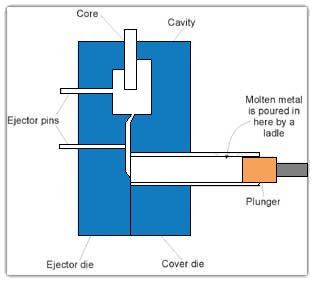 Core
Cavity
Molten metal
is poured in
here by a
ladle
Ejector pins
Plunger
Ejector die
Cover die